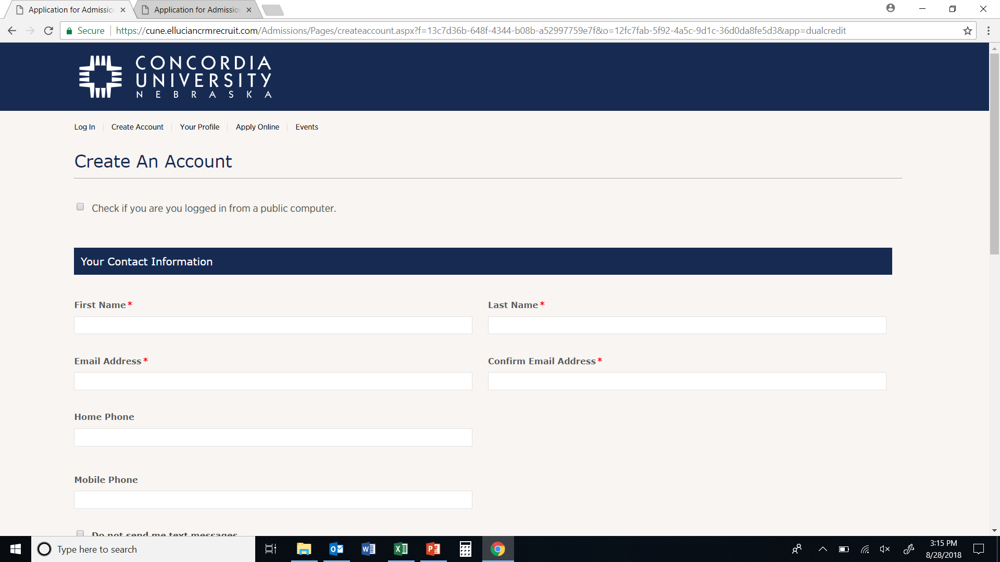 Application for Admissio
Application for Admissio
Secure
https://cune.elluciancrmrecruit.com/Admissions/Pages/createaccount.aspx?f=13c7d36b-648f-4344-b08b-a52997759e7f&o=12fc7fab-5f92-4a5c-9d1c-36d0da8fe5d3&app=dualcredit
CONCORDIA
UNIVERSITY
NEBRASKA
Log In
Create Account
Your Profile
Apply Online
Events
Create An Account
Check if you are you logged in from a public computer.
Your Contact Information
First Name*
Last Name*
Email Address*
Confirm Email Address*
Home Phone
Mobile Phone
Do not send me text messages
Type here to search
3:15 PM
8/28/2018